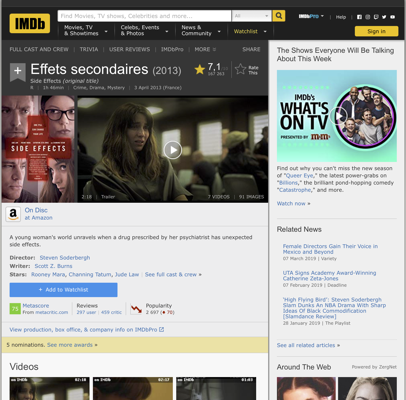 IMDb
Find Movies, TV shows, Celebrities and more...
All
IMDbPro
Help
Movies, TV
& Showtimes
Celebs, Events
& Photos
News &
Community
Watchlist
Sign in
FULL CAST AND CREW | TRIVIA | USER REVIEWS | IMDbPro | MORE
SHARE
Effets secondaires (2013)
Side Effects (original title)
R | 1h 46min | Crime, Drama, Mystery | 3 April 2013 (France)
7,1
Rate
This
SIDE EFFECTS
2:16 | Trailer
7 VIDEOS | 91 IMAGES
On Disc
at Amazon
A young woman's world unravels when a drug prescribed by her psychiatrist has unexpected
side effects.
Director: Steven Soderbergh
Writer: Scott Z. Burns
Stars: Rooney Mara, Channing Tatum, Jude Law | See full cast & crew »
+ Add to Watchlist
Metascore
From metacritic.com
Reviews
297 user | 459 critic
Popularity
View production, box office, & company info on IMDbPro
5 nominations. See more awards »
Videos
The Shows Everyone Will Be Talking
About This Week
IMDb's
WHAT'S
ON TV
PRESENTED BY
Find out why you can't miss the new season
of "Queer Eye," the latest power-grabs on
"Billions," the brilliant pond-hopping comedy
"Catastrophe," and more.
Watch now »
Related News
Female Directors Gain Their Voice in
Mexico and Beyond
07 March 2019 | Variety
UTA Signs Academy Award-Winning
Catherine Zeta-Jones
07 February 2019 | Deadline
'High Flying Bird': Steven Soderbergh
Slam Dunks An NBA Drama With Sharp
Ideas Of Black Commodification
[Slamdance Review]
28 January 2019 | The Playlist
See all related articles »
Around The Web
Powered by ZergNet